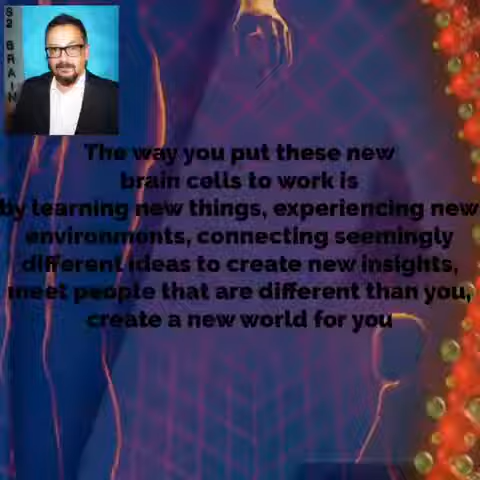 S2 BRAIN
The way you put these new
brain cells to work is
by learning new things, experiencing new
environments, connecting seemingly
different ideas to create new insights,
meet people that are different than you,
create a new world for you